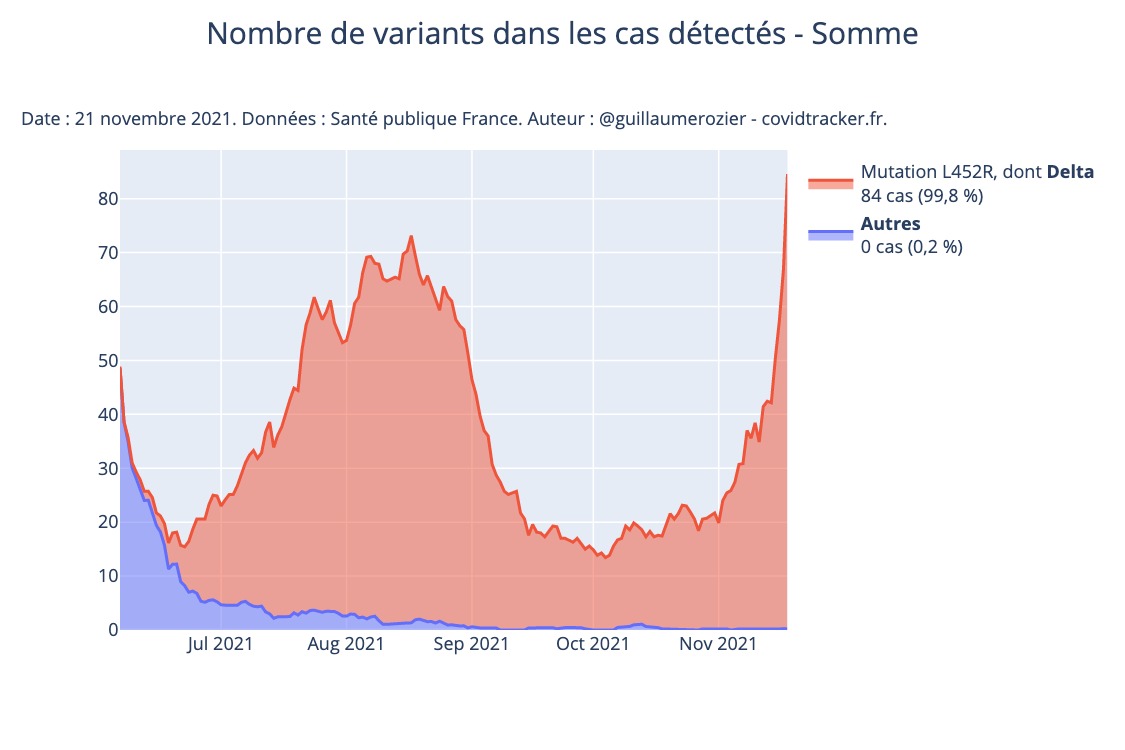 Nombre de variants dans les cas détectés - Somme
Date : 21 novembre 2021. Données : Santé publique France. Auteur : @guillaumerozier - covidtracker.fr.
Mutation L452R, dont Delta
84 cas (99,8 %)
Autres
0 cas (0,2 %)
80
70
60
50
40
30
20
10
0
Jul 2021
Aug 2021
Sep 2021
Oct 2021
Nov 2021